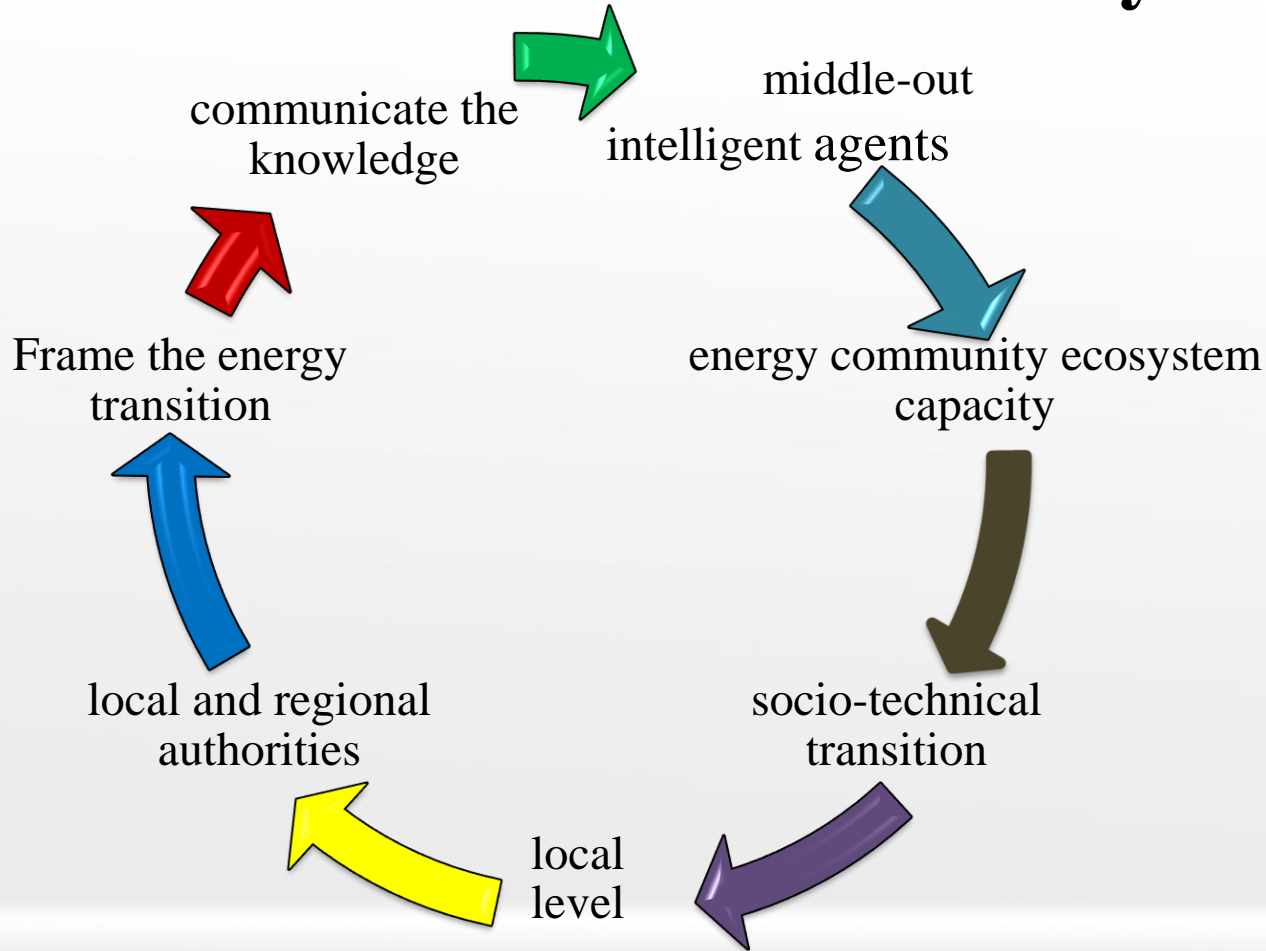 middle-out
intelligent agents
energy community ecosystem
capacity
socio-technical
transition
local
level
local and regional
authorities
Frame the energy
transition
communicate the
knowledge